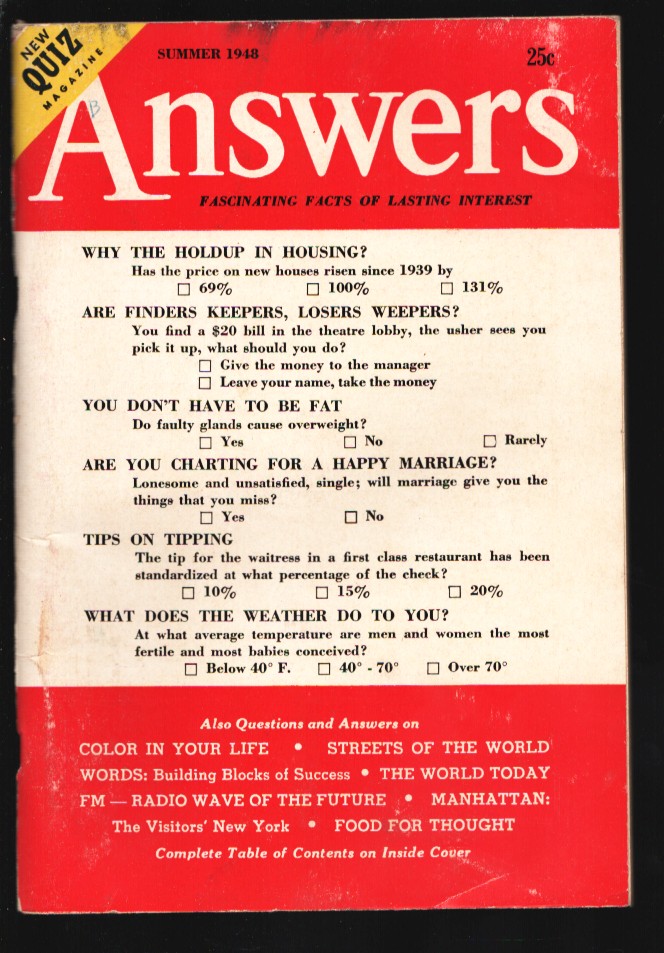 NEW
QUIZ
MAGAZINE
SUMMER 1948
25c
B
Answers
FASCINATING FACTS OF LASTING INTEREST
WHY THE HOLDUP IN HOUSING?
Has the price on new houses risen since 1939 by
☐ 69% ☐ 100% ☐ 131%
ARE FINDERS KEEPERS, LOSERS WEEPERS?
You find a $20 bill in the theatre lobby, the usher sees you
pick it up, what should you do?
☐ Give the money to the manager
☐ Leave your name, take the money
YOU DON'T HAVE TO BE FAT
Do faulty glands cause overweight?
☐ Yes ☐ No ☐ Rarely
ARE YOU CHARTING FOR A HAPPY MARRIAGE?
Lonesome and unsatisfied, single; will marriage give you the
things that you miss?
☐ Yes ☐ No
TIPS ON TIPPING
The tip for the waitress in a first class restaurant has been
standardized at what percentage of the check?
☐ 10% ☐ 15% ☐ 20%
WHAT DOES THE WEATHER DO TO YOU?
At what average temperature are men and women the most
fertile and most babies conceived?
☐ Below 40° F. ☐ 40° - 70° ☐ Over 70°
Also Questions and Answers on
COLOR IN YOUR LIFE • STREETS OF THE WORLD
WORDS: Building Blocks of Success • THE WORLD TODAY
FM — RADIO WAVE OF THE FUTURE • MANHATTAN:
The Visitors' New York • FOOD FOR THOUGHT
Complete Table of Contents on Inside Cover